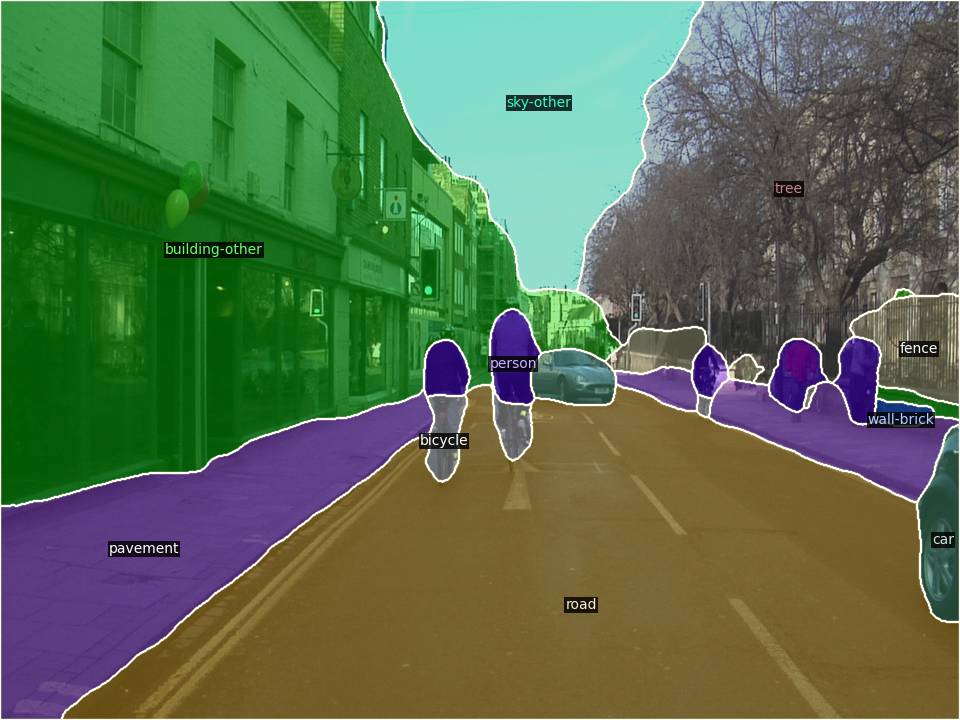 sky-other
tree
building-other
fence
person
wall-brick
bicycle
car
pavement
road